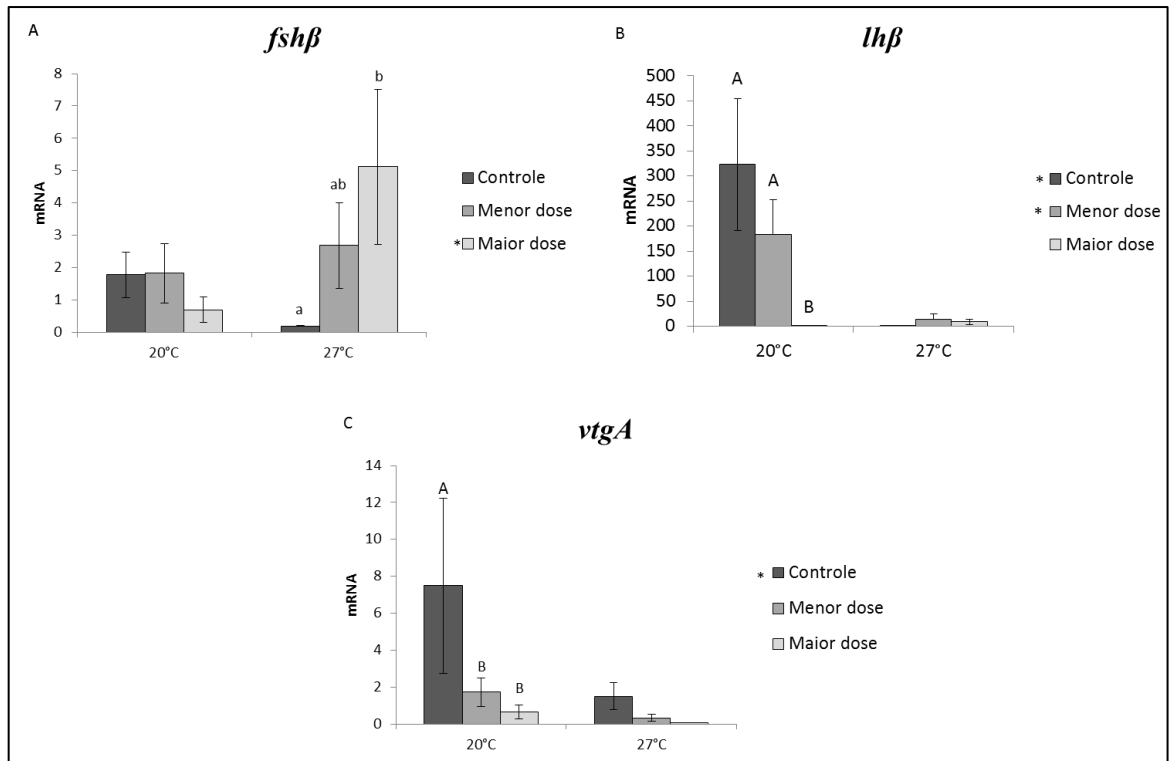 A
fshβ
8
7
6
5
4
3
2
1
0
mRNA
a
ab
b
20°C
27°C
Controle
Menor dose
* Maior dose
B
lhβ
500
450
400
350
300
250
200
150
100
50
0
mRNA
A
A
B
20°C
27°C
* Controle
* Menor dose
Maior dose
C
vtgA
14
12
10
8
6
4
2
0
mRNA
A
B
B
20°C
27°C
* Controle
Menor dose
Maior dose